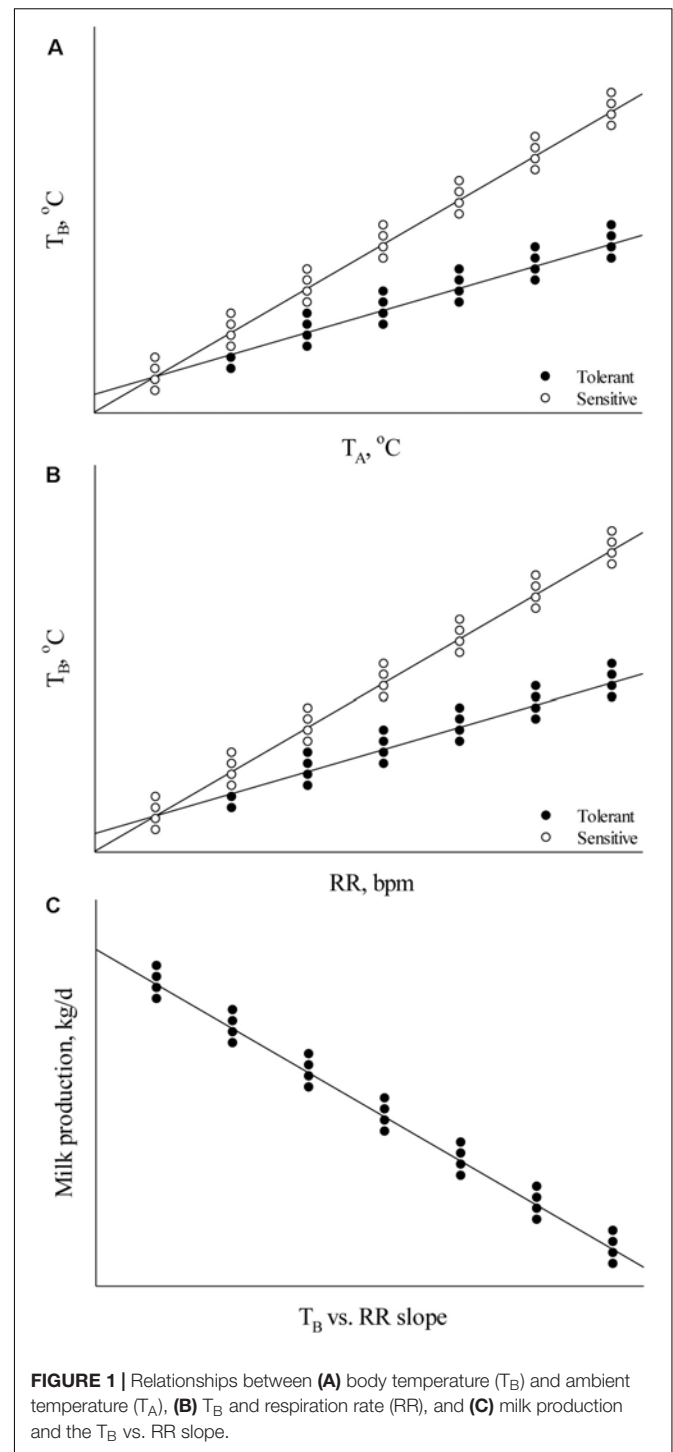 A
T_B, °C
● Tolerant
○ Sensitive
T_A, °C
B
T_B, °C
● Tolerant
○ Sensitive
RR, bpm
C
Milk production, kg/d
T_B vs. RR slope
FIGURE 1 | Relationships between (A) body temperature (T_B) and ambient
temperature (T_A), (B) T_B and respiration rate (RR), and (C) milk production
and the T_B vs. RR slope.